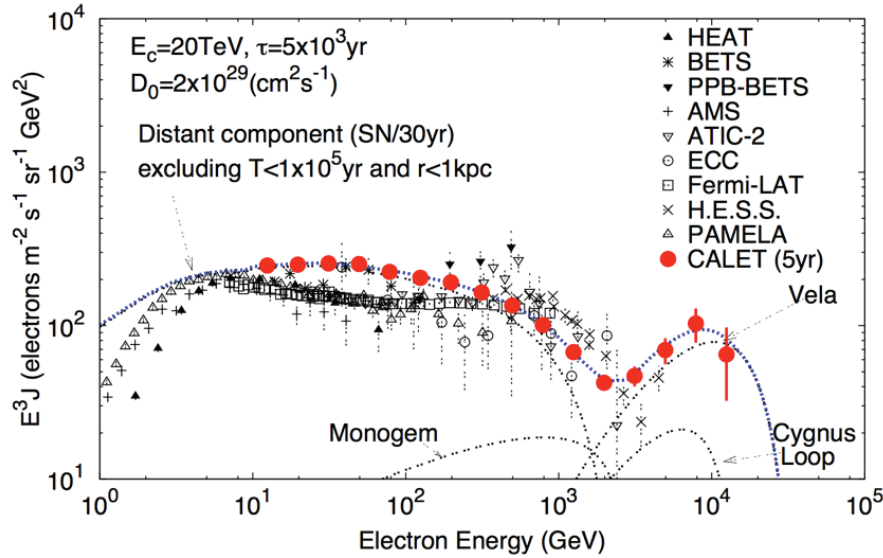 E_c=20TeV, τ=5x10^3yr
D_0=2x10^29(cm^2s^-1)
Distant component (SN/30yr)
excluding T<1x10^5yr and r<1kpc
HEAT
BETS
PPB-BETS
AMS
ATIC-2
ECC
Fermi-LAT
H.E.S.S.
PAMELA
CALET (5yr)
Vela
Monogem
Cygnus
Loop
10^4
10^3
10^2
10^1
E^3J (electrons m^-2 s^-1 sr^-1 GeV^2)
10^0 10^1 10^2 10^3 10^4 10^5
Electron Energy (GeV)